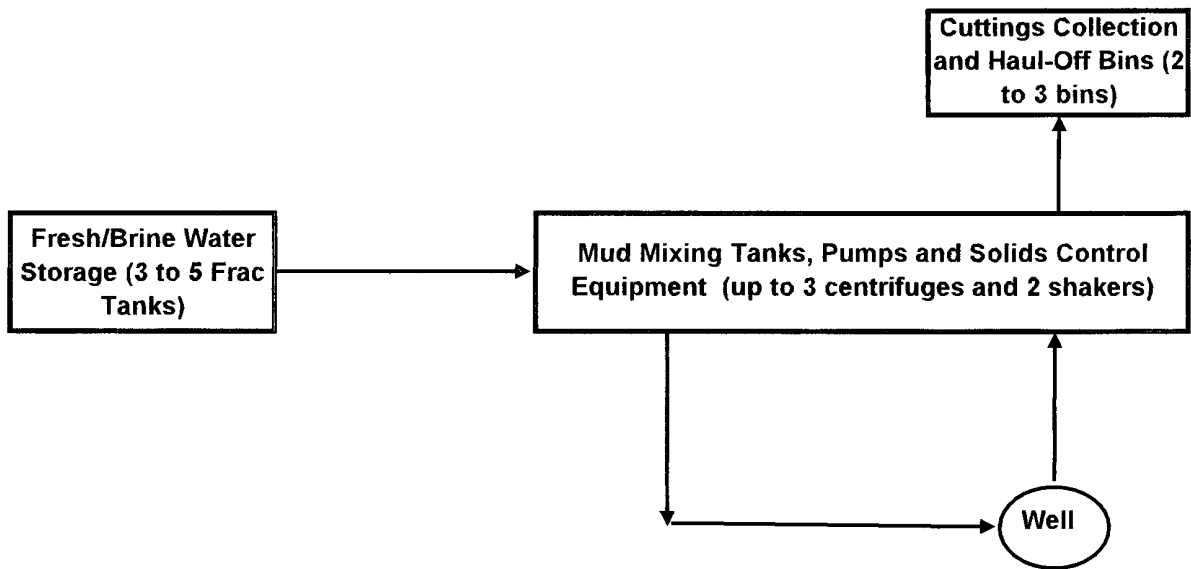 Cuttings Collection
and Haul-Off Bins (2
to 3 bins)
Fresh/Brine Water
Storage (3 to 5 Frac
Tanks)
Mud Mixing Tanks, Pumps and Solids Control
Equipment (up to 3 centrifuges and 2 shakers)
Well